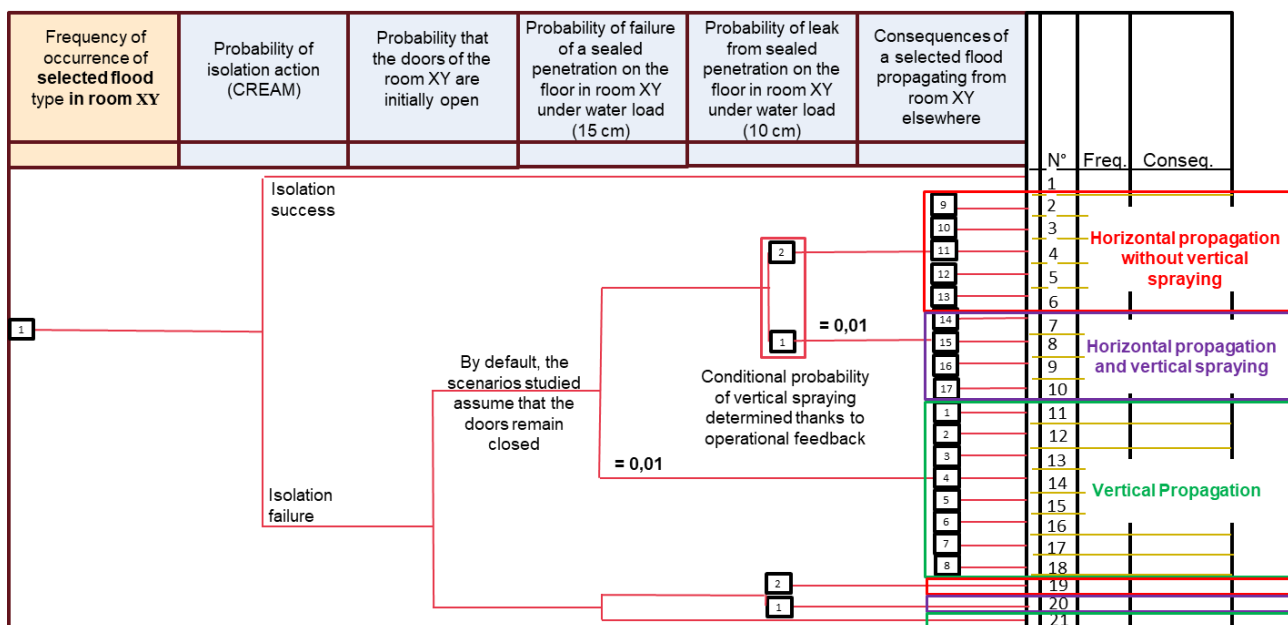 Frequency of
occurrence of
selected flood
type in room XY
Probability of
isolation action
(CREAM)
Probability that
the doors of the
room XY are
initially open
Probability of failure
of a sealed
penetration on the
floor in room XY
under water load
(15 cm)
Probability of leak
from sealed
penetration on the
floor in room XY
under water load
(10 cm)
Consequences of
a selected flood
propagating from
room XY
elsewhere
N° Freq. Conseq.
Isolation
success
1
9 2
10 3
2 11 4
12 5
13 6
Horizontal propagation
without vertical
spraying
1
= 0,01
14 7
1 15 8
16 9
17 10
Horizontal propagation
and vertical spraying
By default, the
scenarios studied
assume that the
doors remain
closed
Conditional probability
of vertical spraying
determined thanks to
operational feedback
= 0,01
1 11
2 12
3 13
4 14
5 15
6 16
7 17
8 18
Vertical Propagation
Isolation
failure
2 19
1 20
21